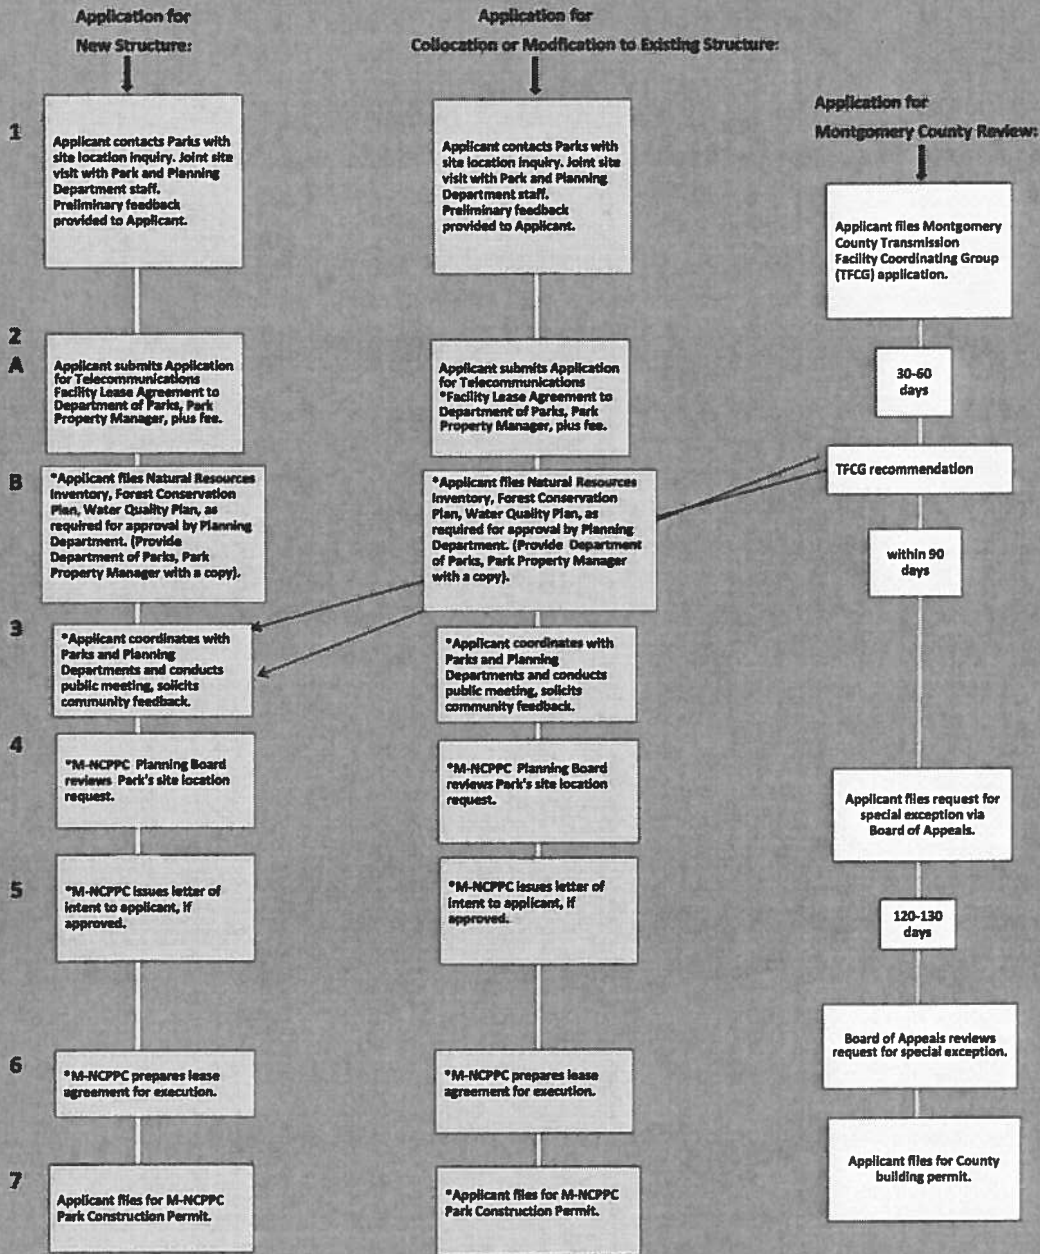 Application for
New Structure:
1
Applicant contacts Parks with
site location inquiry. Joint site
visit with Park and Planning
Department staff.
Preliminary feedback
provided to Applicant.
2
A
Applicant submits Application
for Telecommunications
Facility Lease Agreement to
Department of Parks, Park
Property Manager, plus fee.
B
*Applicant files Natural Resources
Inventory, Forest Conservation
Plan, Water Quality Plan, as
required for approval by Planning
Department. (Provide
Department of Parks, Park
Property Manager with a copy).
3
*Applicant coordinates with
Parks and Planning
Departments and conducts
public meeting, solicits
community feedback.
4
*M-NCPPC Planning Board
reviews Park's site location
request.
5
*M-NCPPC issues letter of
intent to applicant, if
approved.
6
*M-NCPPC prepares lease
agreement for execution.
7
Applicant files for M-NCPPC
Park Construction Permit.
Application for
Collocation or Modfication to Existing Structure:
Applicant contacts Parks with
site location inquiry. Joint site
visit with Park and Planning
Department staff.
Preliminary feedback
provided to Applicant.
Applicant submits Application
for Telecommunications
*Facility Lease Agreement to
Department of Parks, Park
Property Manager, plus fee.
*Applicant files Natural Resources
Inventory, Forest Conservation
Plan, Water Quality Plan, as
required for approval by Planning
Department. (Provide Department
of Parks, Park Property Manager
with a copy).
*Applicant coordinates with
Parks and Planning
Departments and conducts
public meeting, solicits
community feedback.
*M-NCPPC Planning Board
reviews Park's site location
request.
*M-NCPPC issues letter of
intent to applicant, if
approved.
*M-NCPPC prepares lease
agreement for execution.
*Applicant files for M-NCPPC
Park Construction Permit.
Application for
Montgomery County Review:
Applicant files Montgomery
County Transmission
Facility Coordinating Group
(TFCG) application.
30-60
days
TFCG recommendation
within 90
days
Applicant files request for
special exception via
Board of Appeals.
120-130
days
Board of Appeals reviews
request for special exception.
Applicant files for County
building permit.